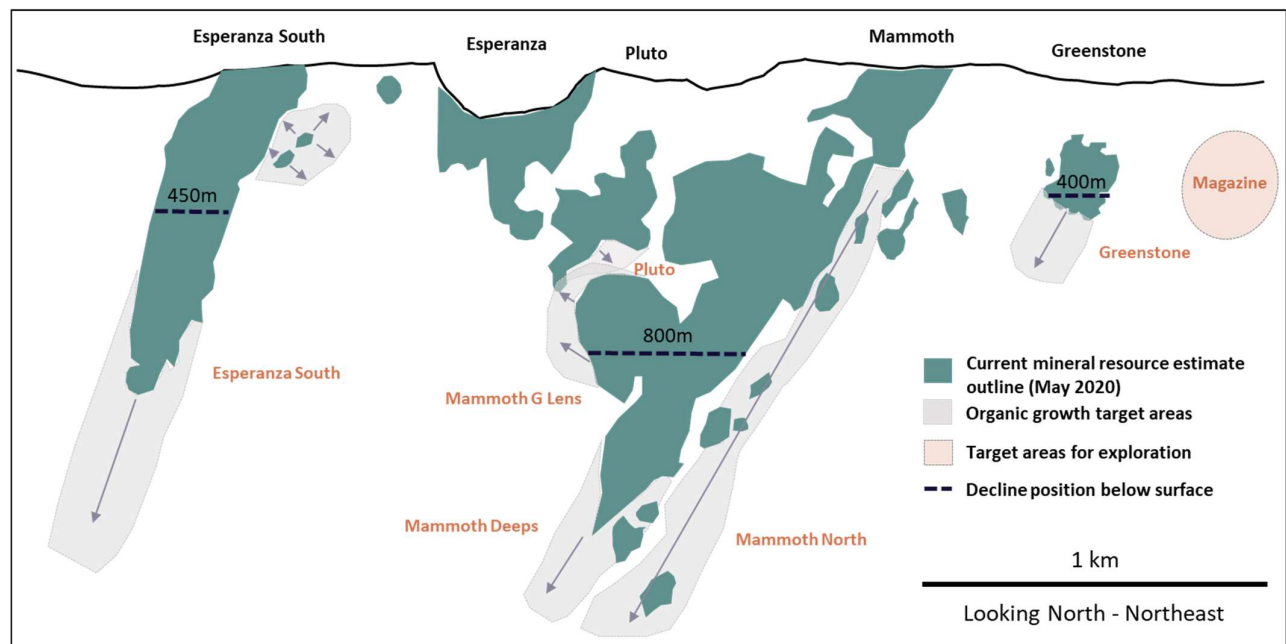 Esperanza South
Esperanza
Pluto
Mammoth
Greenstone
450m
400m
Magazine
Greenstone
Pluto
800m
Esperanza South
Mammoth G Lens
Current mineral resource estimate
outline (May 2020)
Organic growth target areas
Target areas for exploration
Decline position below surface
Mammoth Deeps
Mammoth North
1 km
Looking North - Northeast